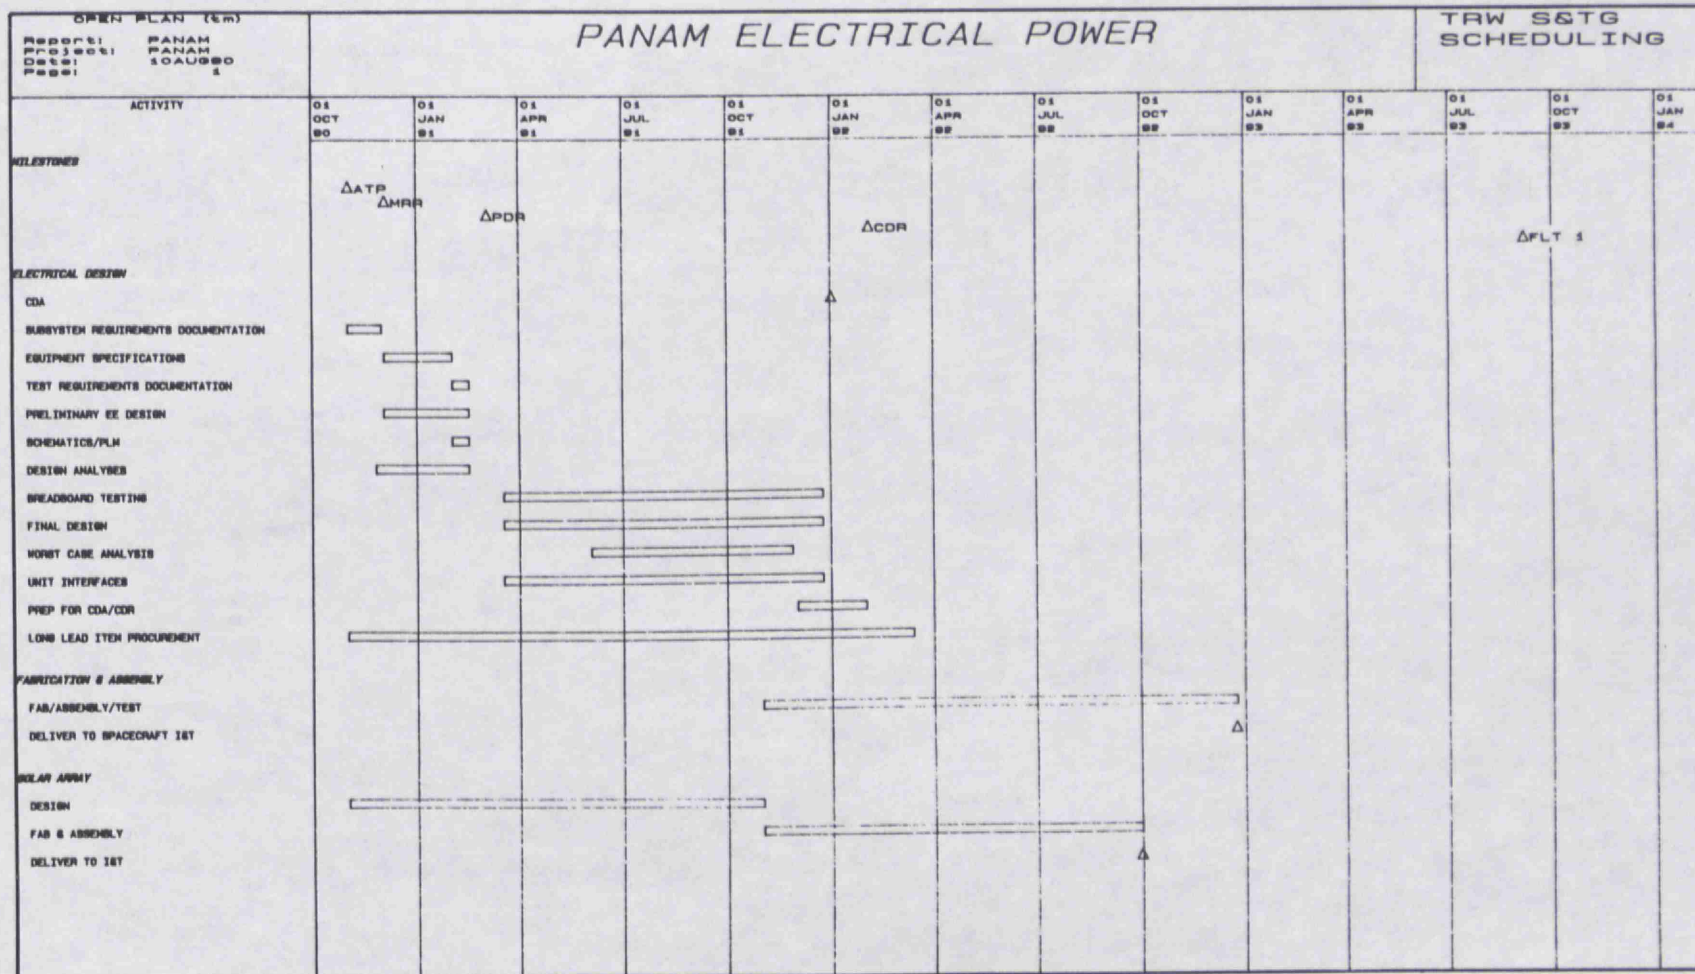 OPEN PLAN (tm)
Report: PANAM
Project: PANAM
Date: 10AUG90
Page: 1
PANAM ELECTRICAL POWER
TRW S&TG
SCHEDULING
ACTIVITY
01 OCT 90
01 JAN 91
01 APR 91
01 JUL 91
01 OCT 91
01 JAN 92
01 APR 92
01 JUL 92
01 OCT 92
01 JAN 93
01 APR 93
01 JUL 93
01 OCT 93
01 JAN 94
MILESTONES
ATP
MRR
PDR
CDR
FLT 1
ELECTRICAL DESIGN
CDA
SUBSYSTEM REQUIREMENTS DOCUMENTATION
EQUIPMENT SPECIFICATIONS
TEST REQUIREMENTS DOCUMENTATION
PRELIMINARY EE DESIGN
SCHEMATICS/PLM
DESIGN ANALYSES
BREADBOARD TESTING
FINAL DESIGN
WORST CASE ANALYSIS
UNIT INTERFACES
PREP FOR CDA/CDR
LONG LEAD ITEM PROCUREMENT
FABRICATION & ASSEMBLY
FAB/ASSEMBLY/TEST
DELIVER TO SPACECRAFT I&T
SOLAR ARRAY
DESIGN
FAB & ASSEMBLY
DELIVER TO I&T